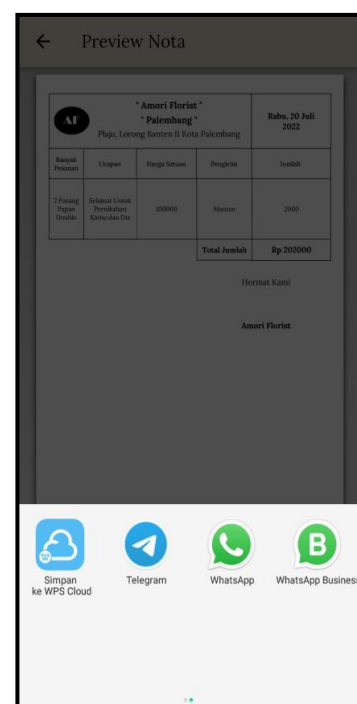 Preview Nota
AF
" Amori Florist "
" Palembang "
Plaju, Lorong Banten II Kota Palembang
Rabu, 20 Juli
2022
Banyak
Pesanan
Ucapan
Harga Satuan
Pengirim
Jumlah
2 Pasang
Papan
Double
Selamat Untuk
Pernikahan
Kamu dan Dia
100000
Mantan
2000
Total Jumlah
Rp 202000
Hormat Kami
Amori Florist
Simpan
ke WPS Cloud
Telegram
WhatsApp
B
WhatsApp Business